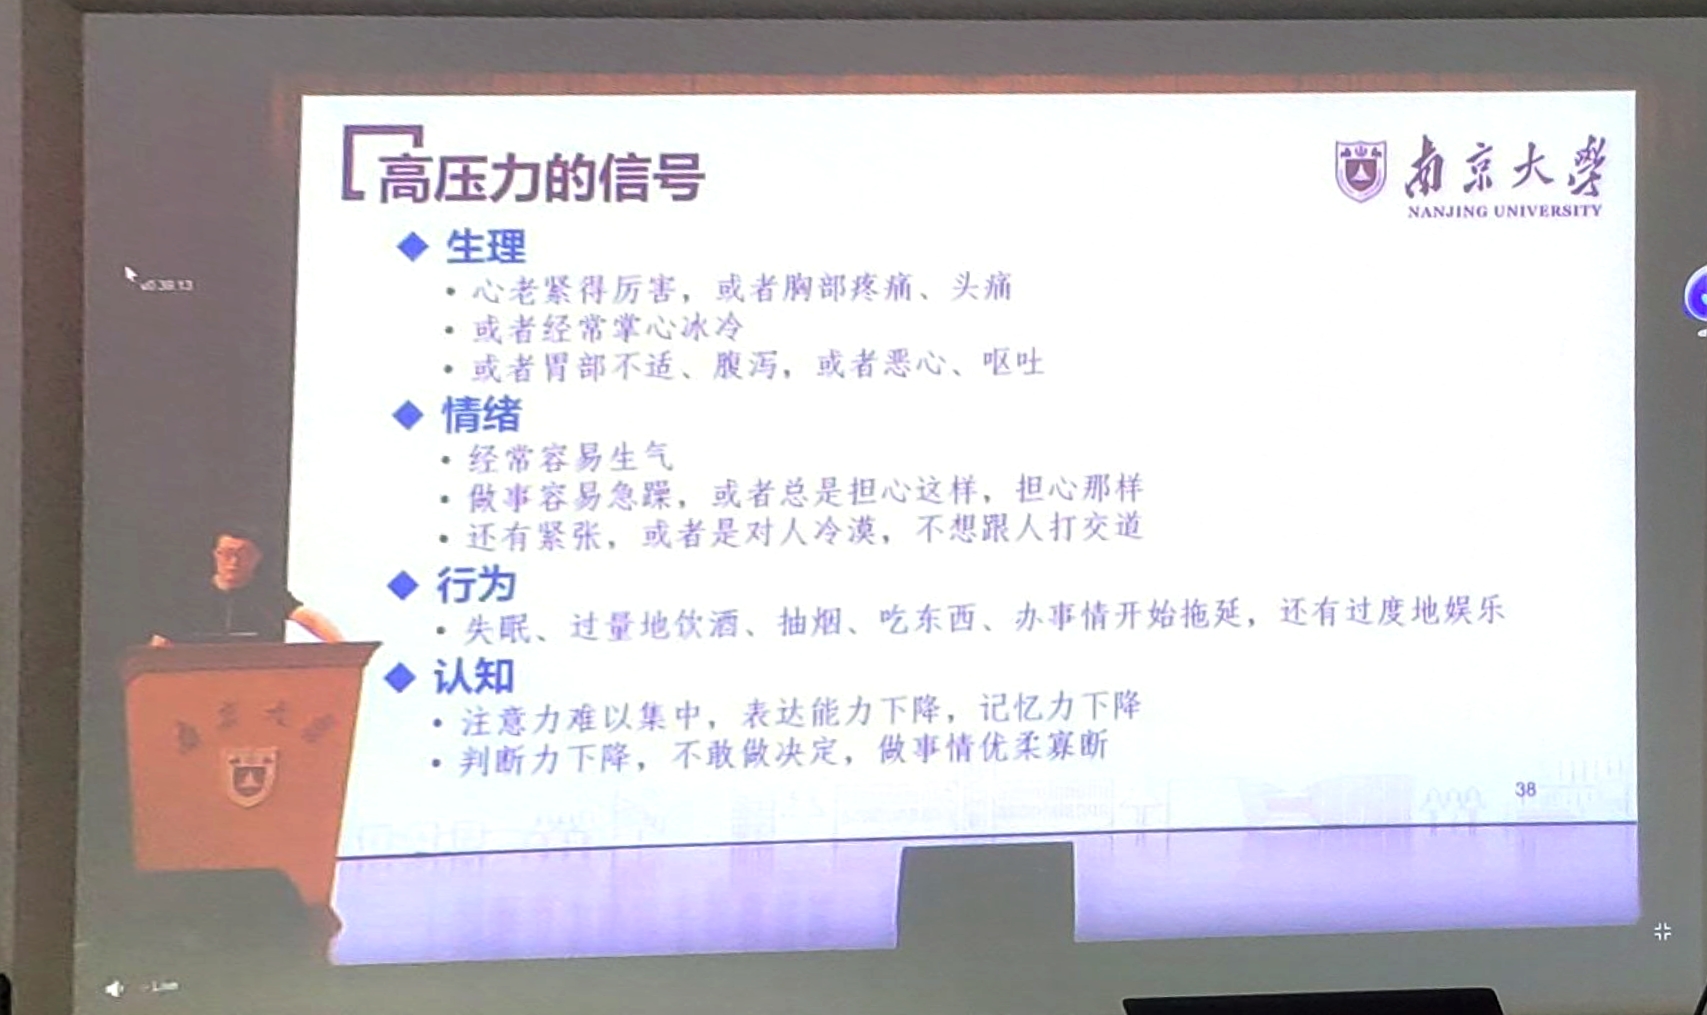 高压力的信号
南京大学
NANJING UNIVERSITY
◆ 生理
• 心老紧得厉害，或者胸部疼痛、头痛
• 或者经常掌心冰冷
• 或者胃部不适、腹泻，或者恶心、呕吐
◆ 情绪
• 经常容易生气
• 做事容易急躁，或者总是担心这样，担心那样
• 还有紧张，或者是对人冷漠，不想跟人打交道
◆ 行为
• 失眠、过量地饮酒、抽烟、吃东西、办事情开始拖延，还有过度地娱乐
◆ 认知
• 注意力难以集中，表达能力下降，记忆力下降
• 判断力下降，不敢做决定，做事情优柔寡断
38
南京大学